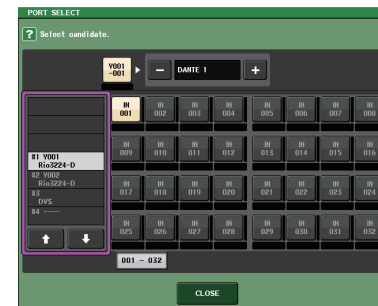 PORT SELECT
? Select candidate.
Y001
-001
DANTE 1
#1 Y001
Rio3224-D
#2 Y002
Rio3224-D
#3
DVS
#4 ----
IN 001 IN 002 IN 003 IN 004 IN 005 IN 006 IN 007 IN 008
IN 009 IN 010 IN 011 IN 012 IN 013 IN 014 IN 015 IN 016
IN 017 IN 018 IN 019 IN 020 IN 021 IN 022 IN 023 IN 024
IN 025 IN 026 IN 027 IN 028 IN 029 IN 030 IN 031 IN 032
001 - 032
CLOSE